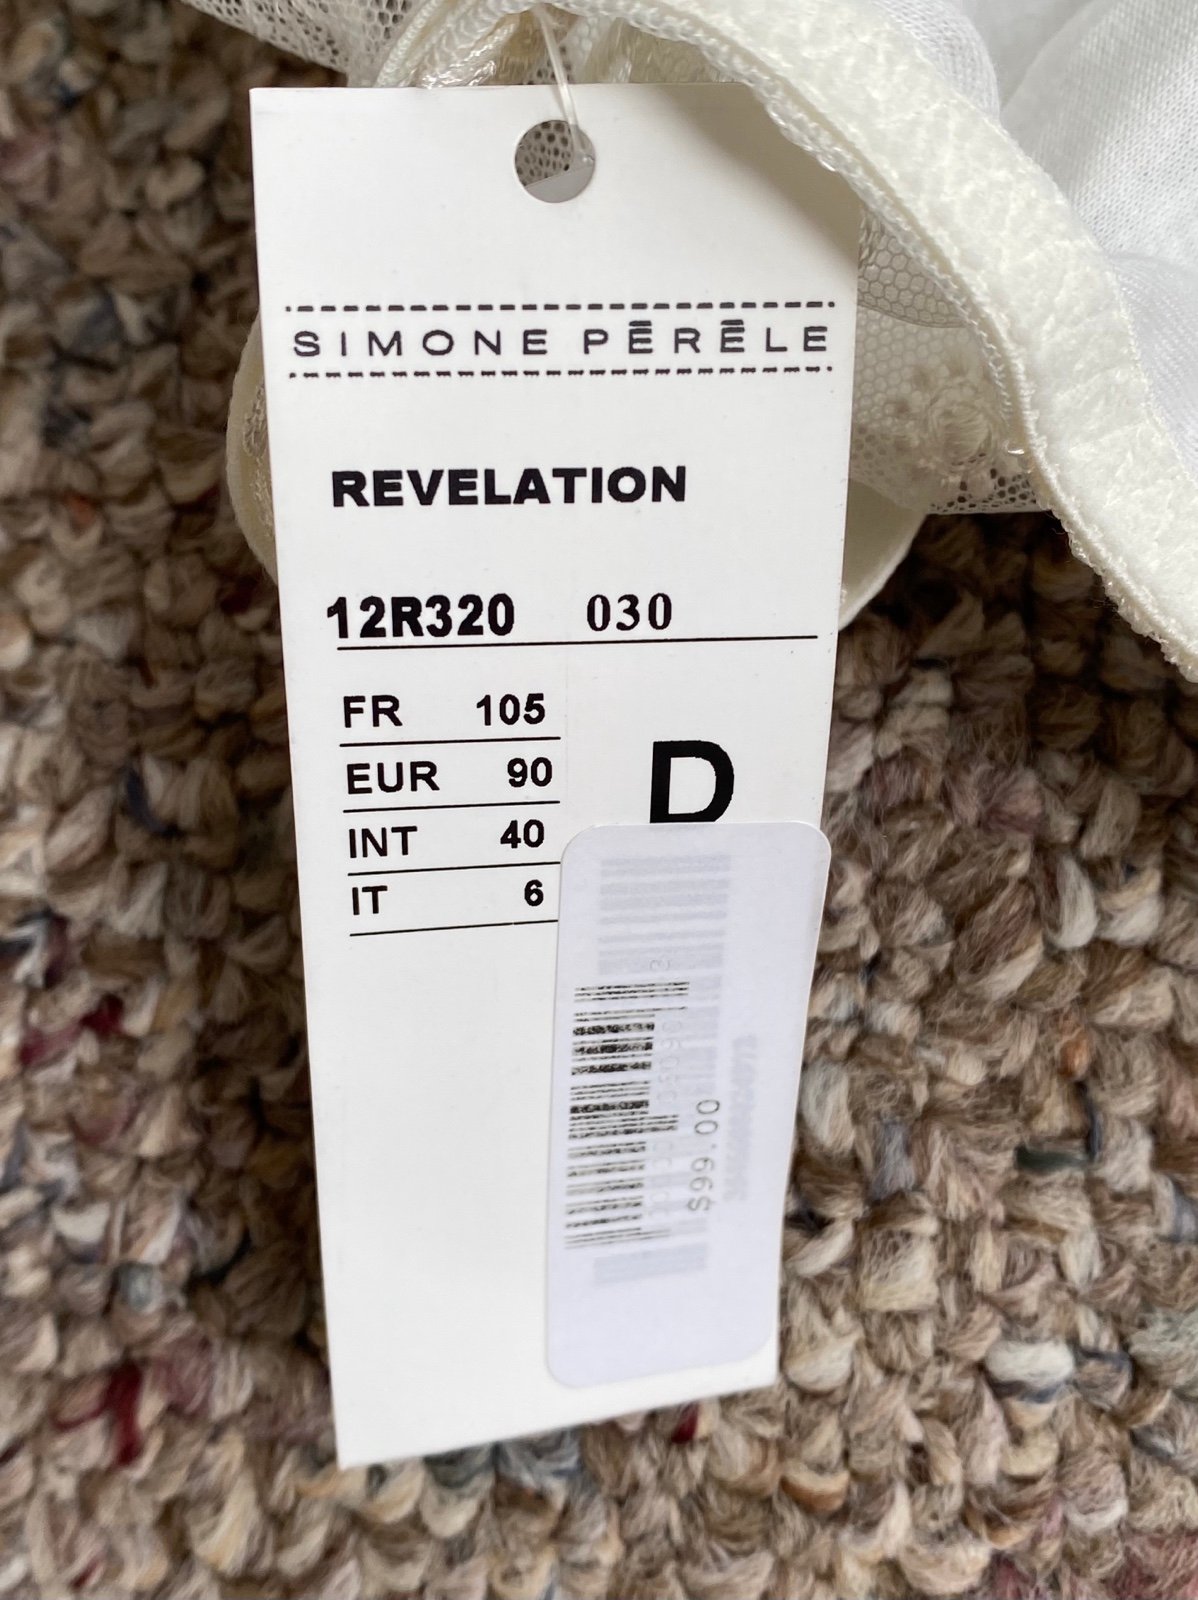 SIMONE PĒRĒLE
REVELATION
12R320 030
FR 105
EUR 90
INT 40
IT 6
D
$99.00